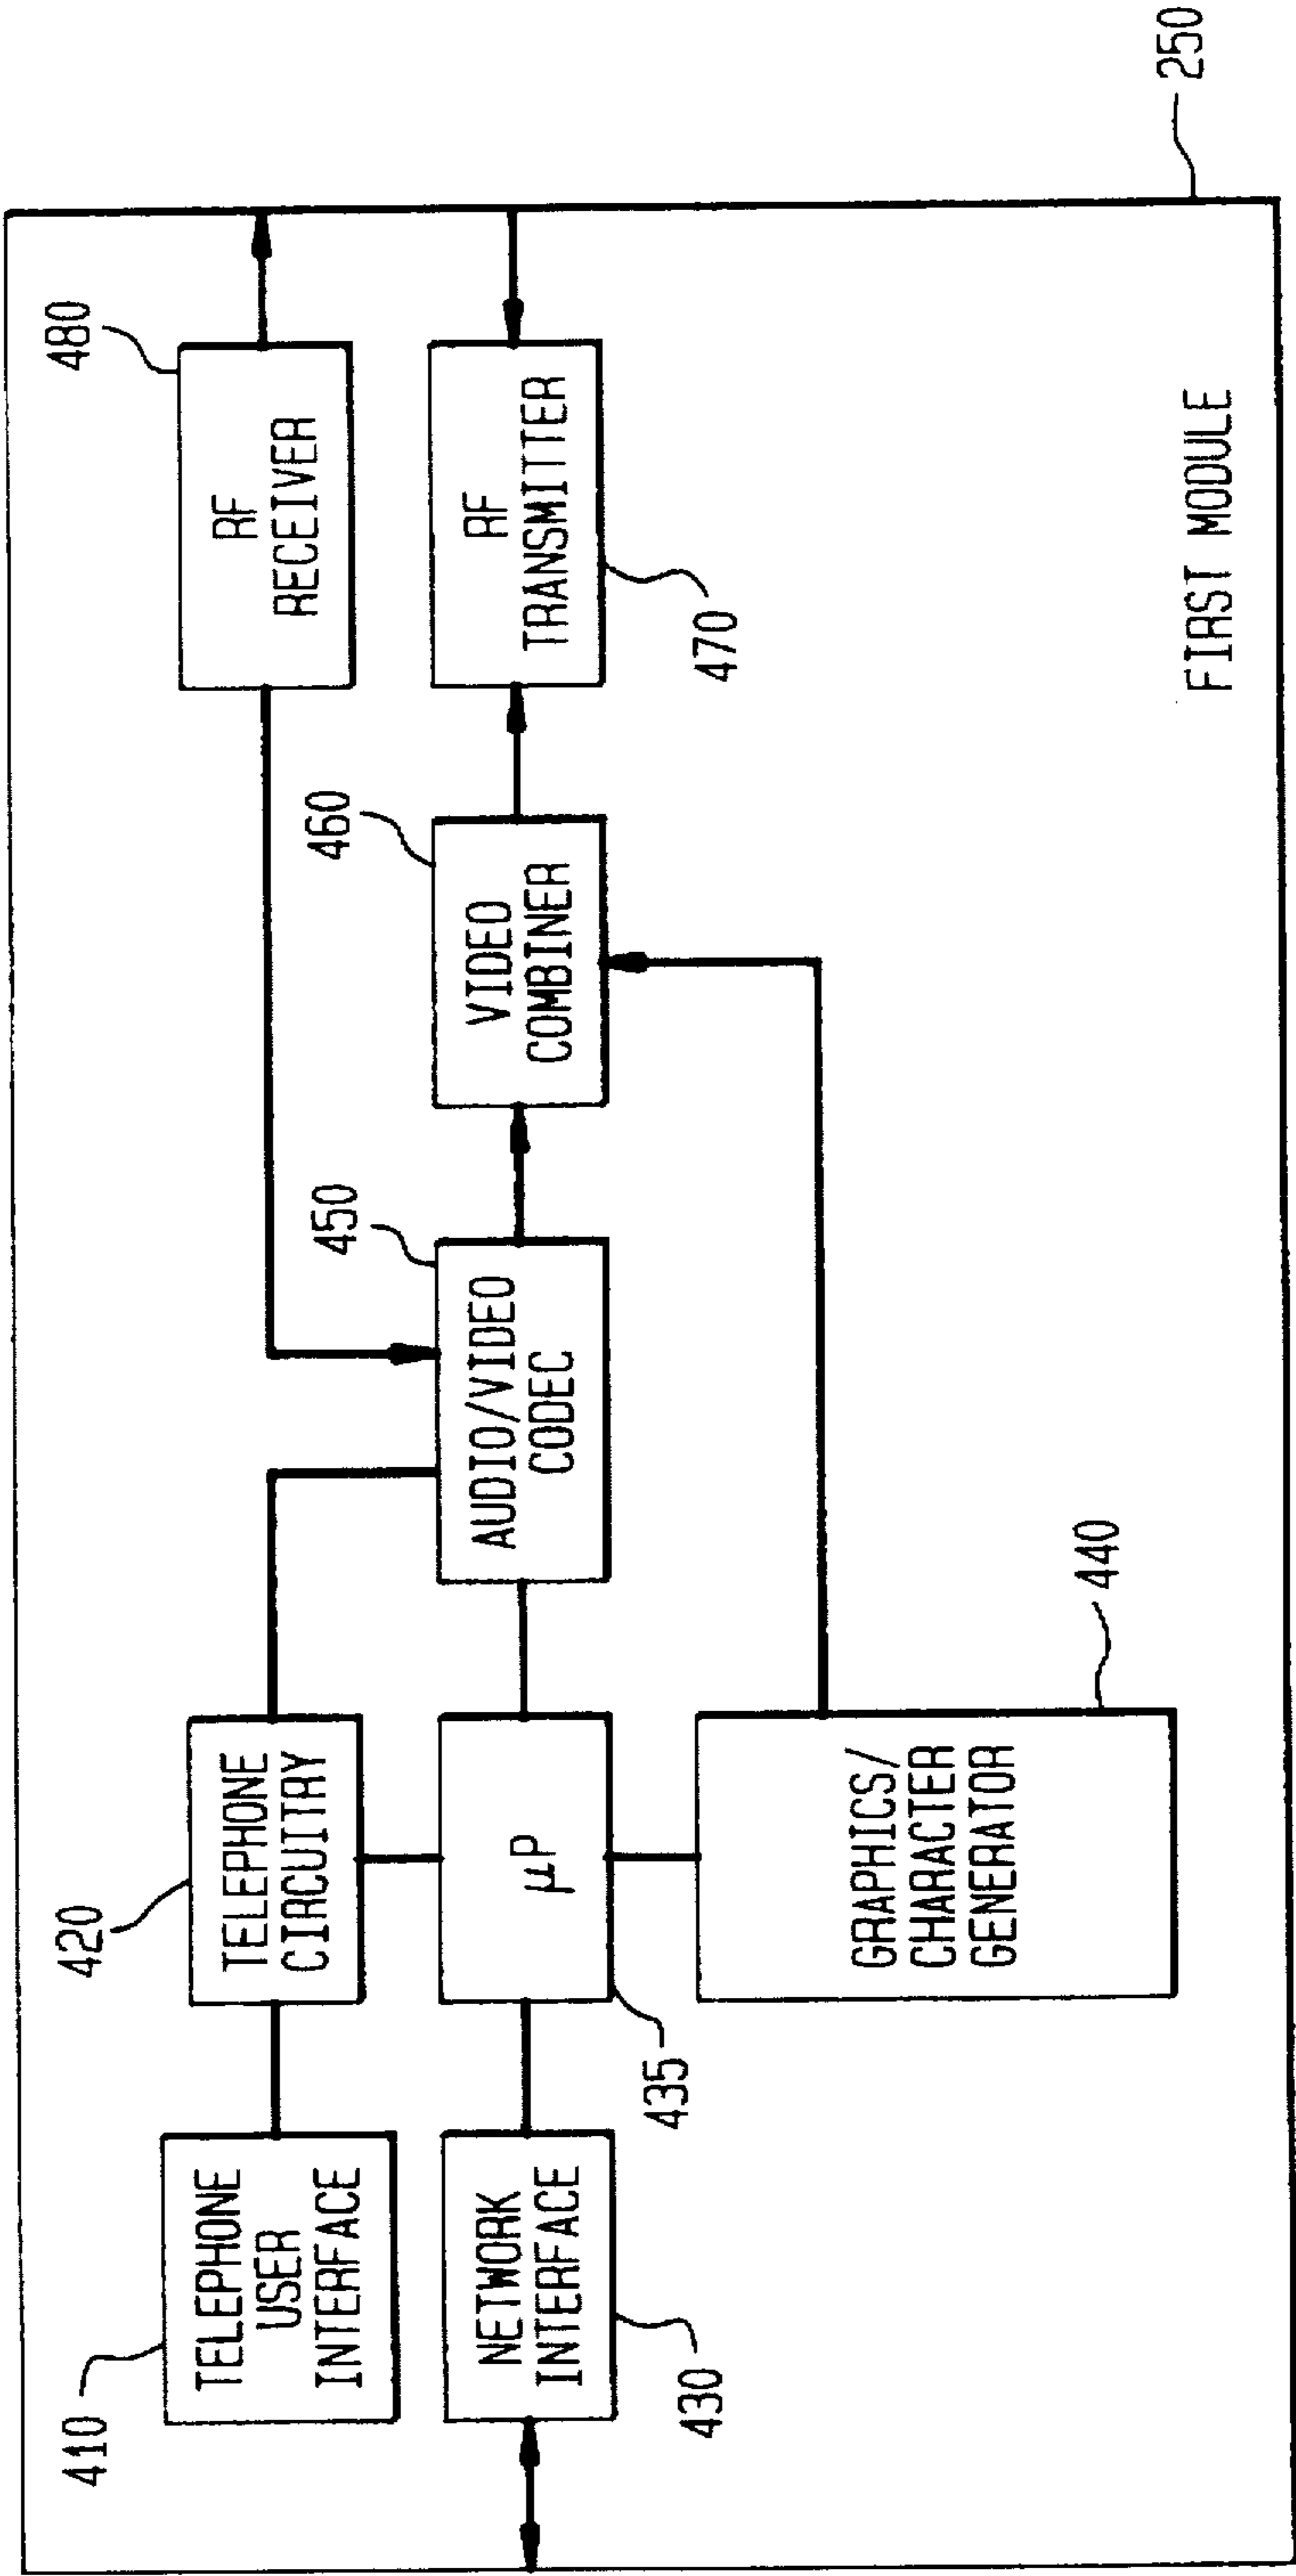 410
TELEPHONE
USER
INTERFACE
420
TELEPHONE
CIRCUITRY
480
RF
RECEIVER
430
NETWORK
INTERFACE
435
µP
450
AUDIO/VIDEO
CODEC
460
VIDEO
COMBINER
470
RF
TRANSMITTER
440
GRAPHICS/
CHARACTER
GENERATOR
FIRST MODULE
250